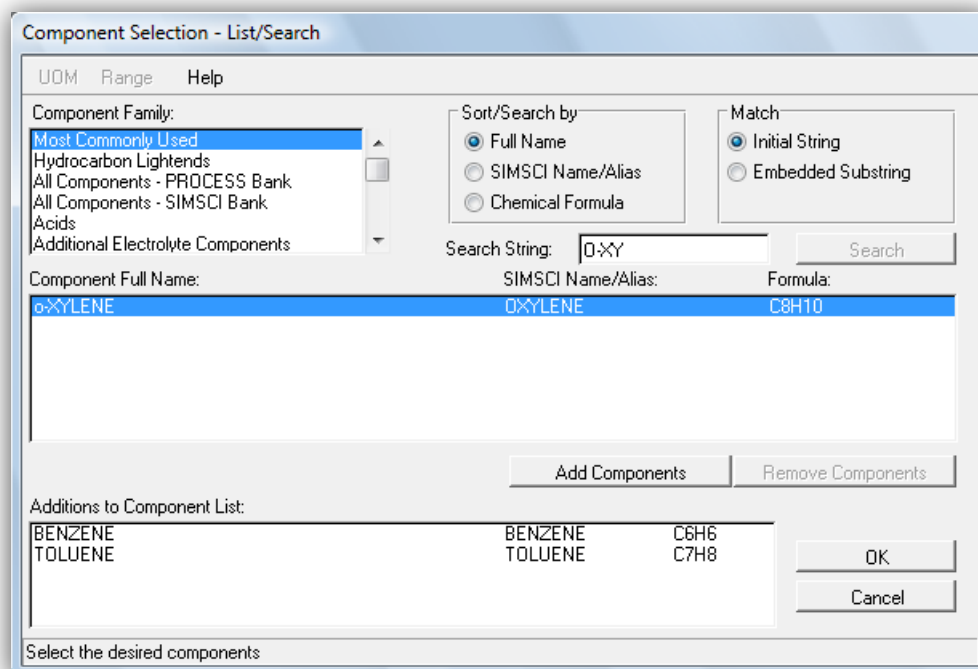 Component Selection - List/Search
UOM Range Help
Component Family:
Most Commonly Used
Hydrocarbon Lightends
All Components - PROCESS Bank
All Components - SIMSCI Bank
Acids
Additional Electrolyte Components
Sort/Search by
Full Name
SIMSCI Name/Alias
Chemical Formula
Match
Initial String
Embedded Substring
Search String: O-XY Search
Component Full Name: SIMSCI Name/Alias: Formula:
o-XYLENE OXYLENE C8H10
Add Components Remove Components
Additions to Component List:
BENZENE BENZENE C6H6
TOLUENE TOLUENE C7H8
OK
Cancel
Select the desired components